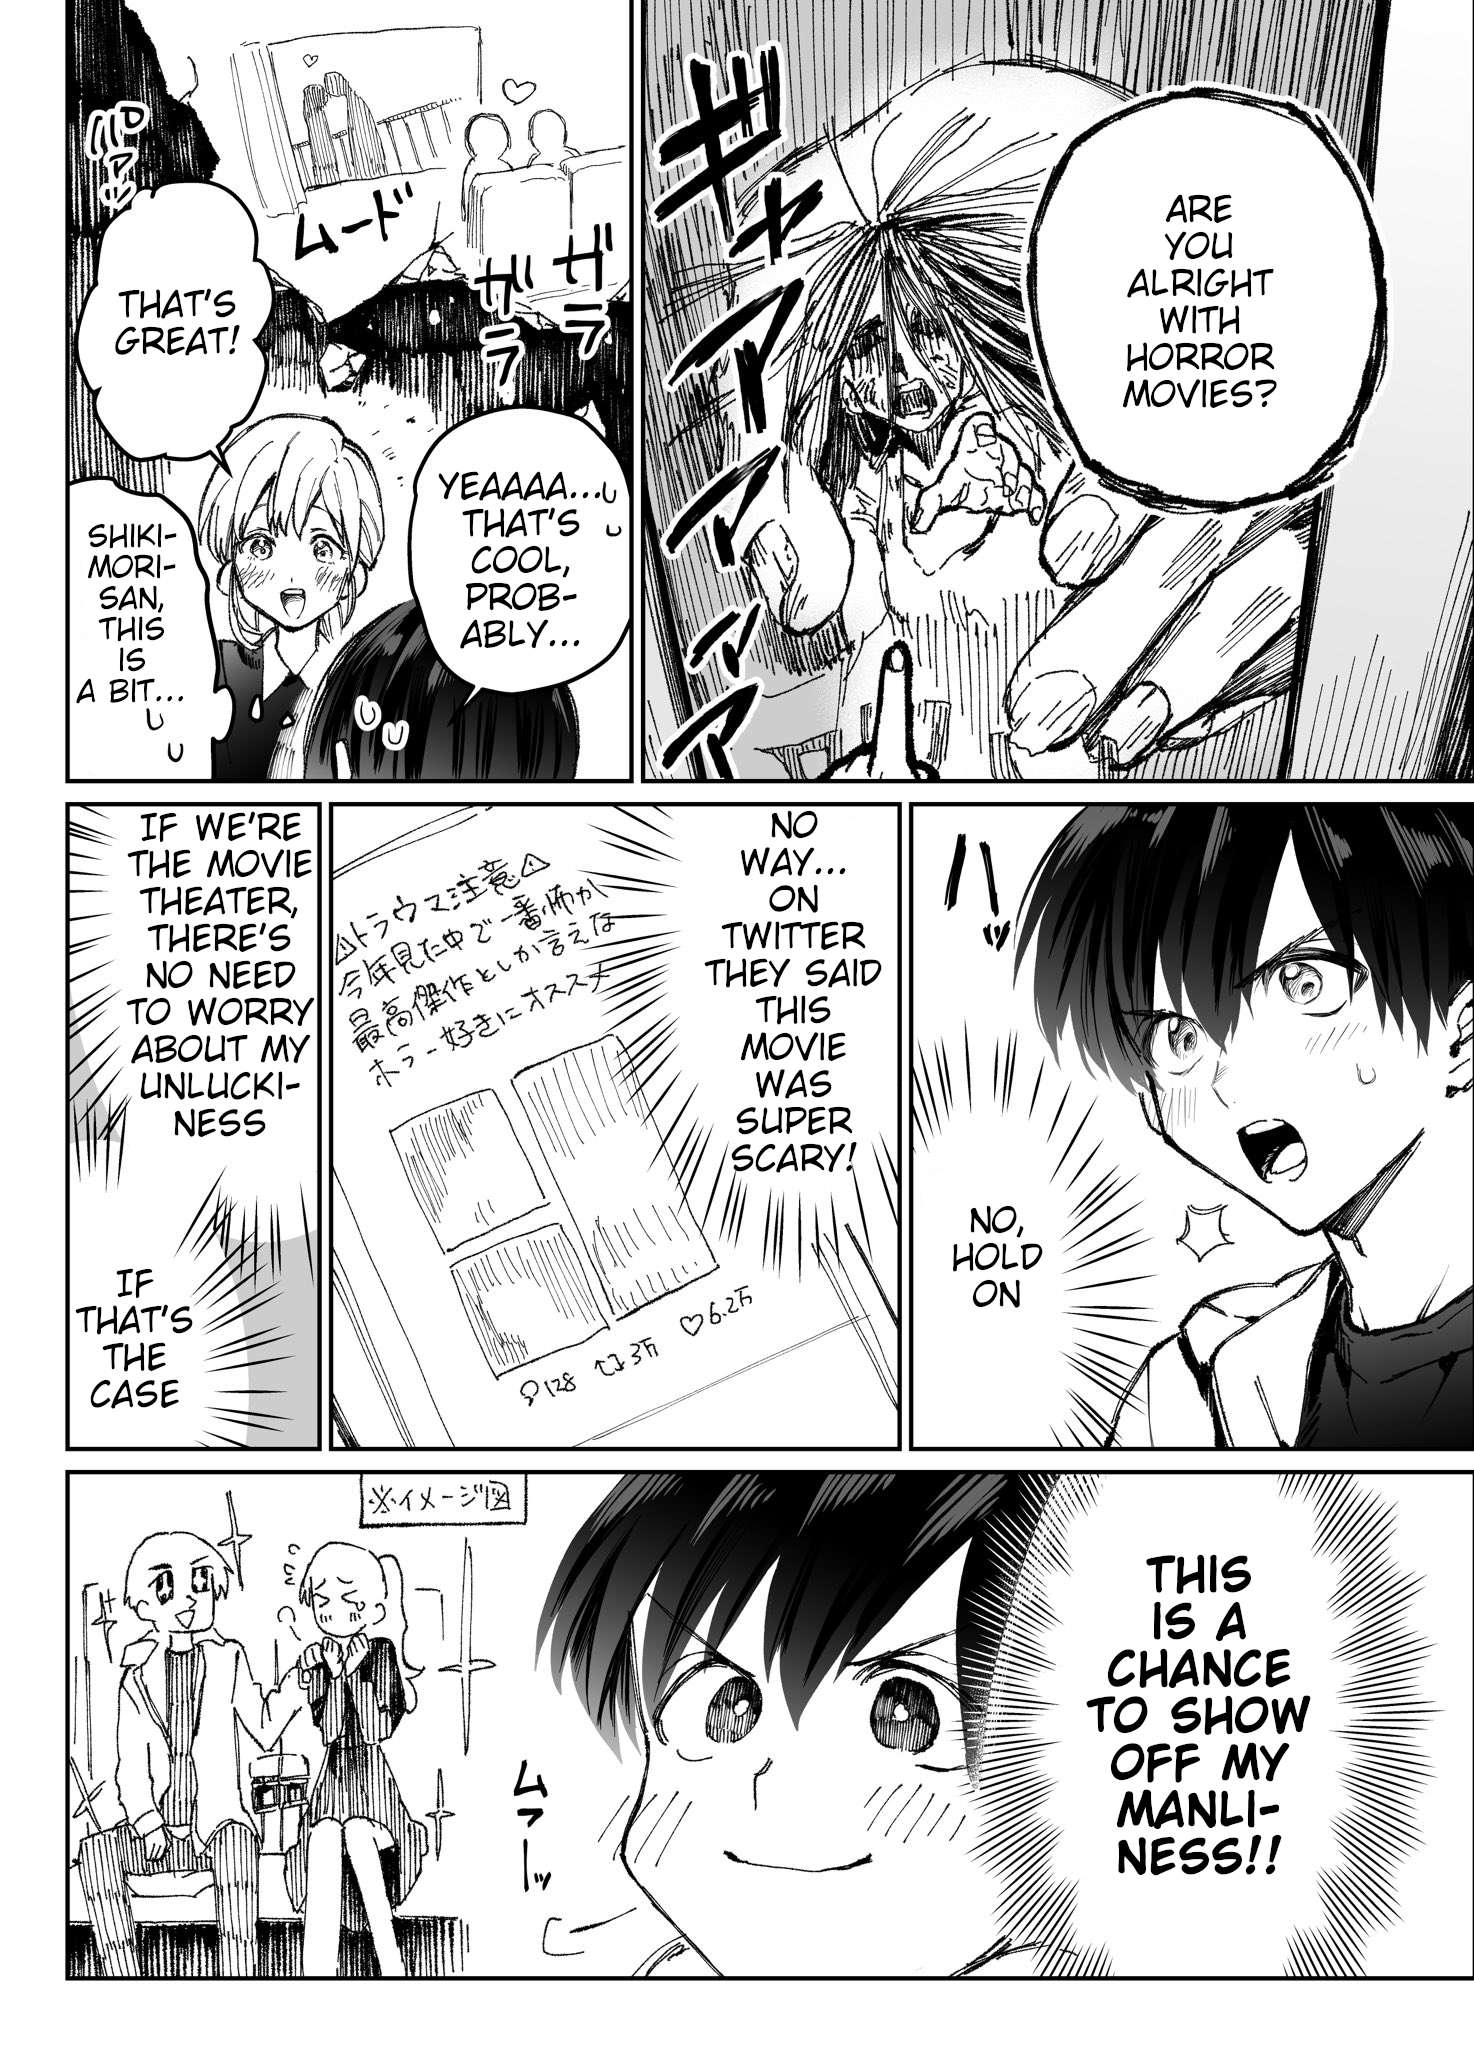 ARE
YOU
ALRIGHT
WITH
HORROR
MOVIES?
ギャアアア
THAT'S
GREAT!
ムード
ガラ
ガラ
YEAAAA...
THAT'S
COOL,
PROB-
ABLY...
SHIKI-
MORI-
SAN,
THIS
IS
A BIT...
ハッ
NO,
HOLD
ON
NO
WAY...
ON
TWITTER
THEY SAID
THIS
MOVIE
WAS
SUPER
SCARY!
⚠トラウマ注意⚠
今年見た中で一番怖か
最高傑作としか言えな
ホラー好きにオススメ
128
3万
♡6.2万
IF WE'RE
THE MOVIE
THEATER,
THERE'S
NO NEED
TO WORRY
ABOUT MY
UNLUCKI-
NESS
IF
THAT'S
THE
CASE
THIS
IS A
CHANCE
TO SHOW
OFF MY
MANLI-
NESS!!
ムフーッ
※イメージ図